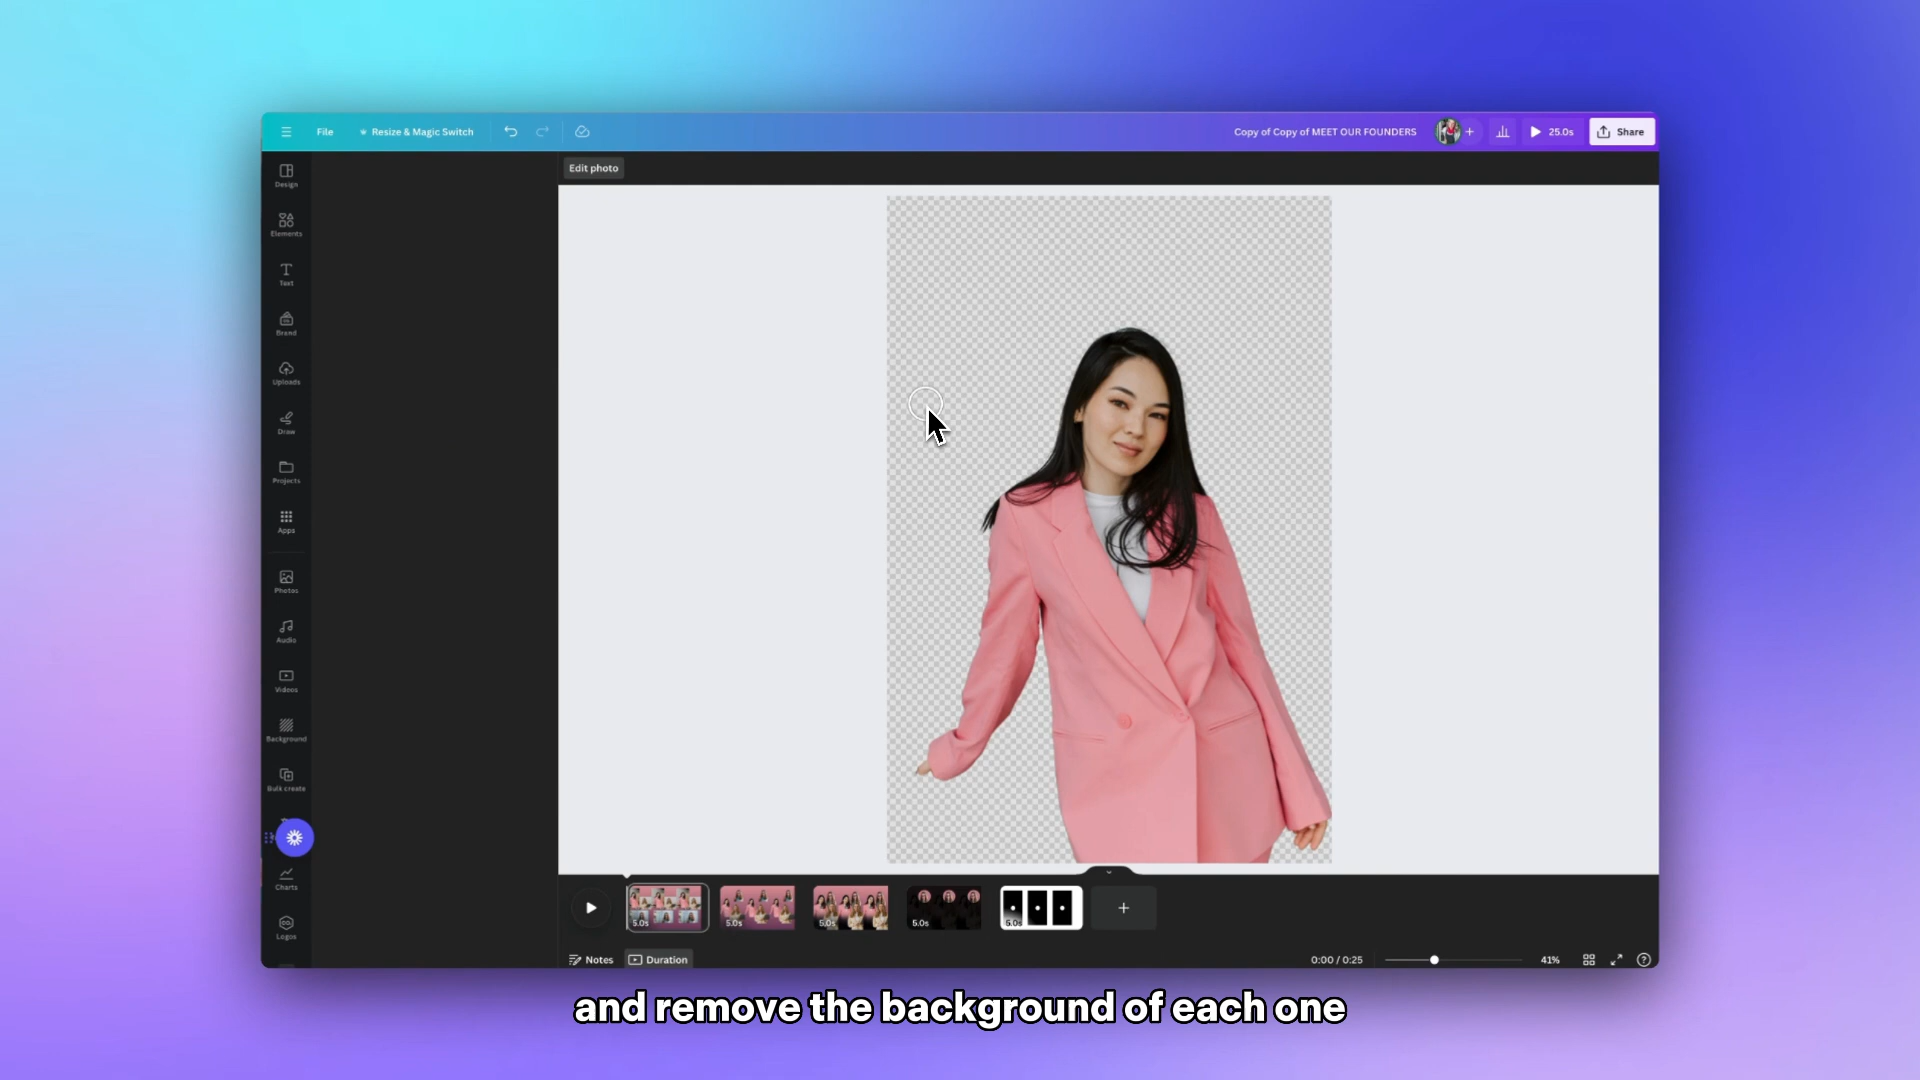 File
Resize & Magic Switch
Copy of Copy of MEET OUR FOUNDERS
25.0s
Share
Edit photo
Design
Elements
Text
Brand
Uploads
Draw
Projects
Apps
Photos
Audio
Videos
Background
Bulk create
Charts
Logos
5.0s
5.0s
5.0s
5.0s
5.0s
Notes
Duration
0:00 / 0:25
41%
and remove the background of each one